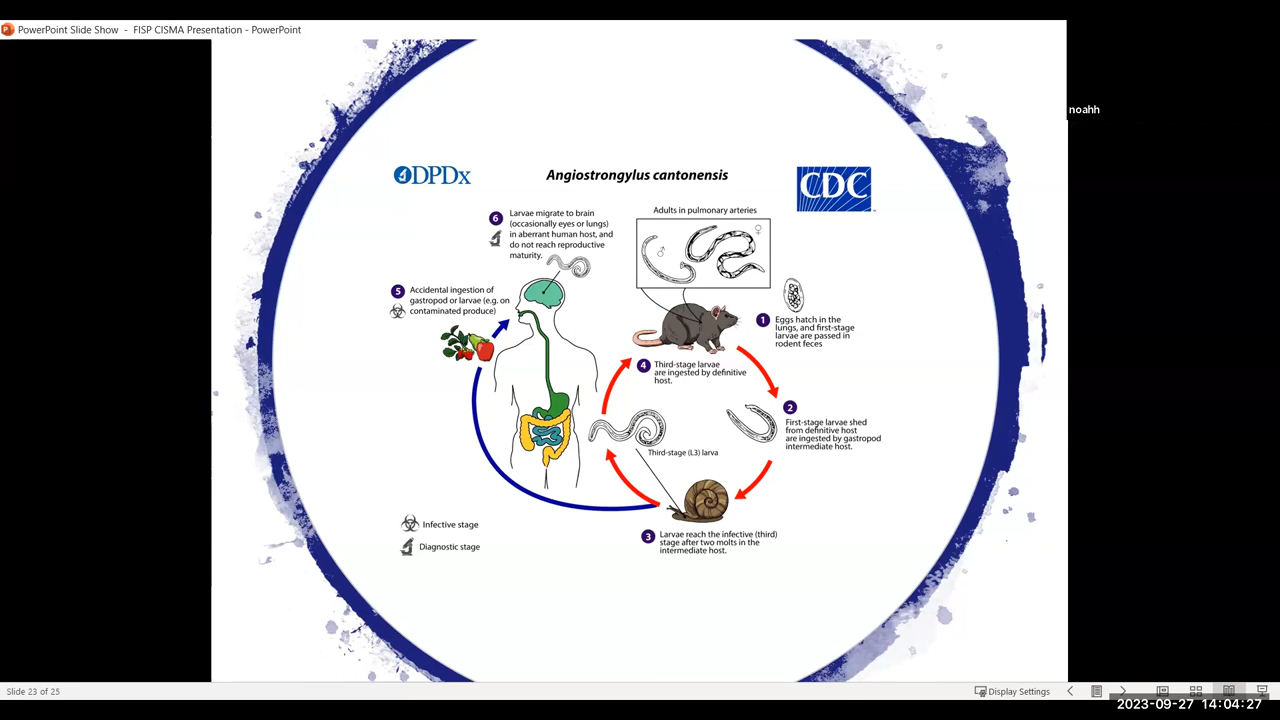 PowerPoint Slide Show - FISP CISMA Presentation - PowerPoint
noahh
DPDx
Angiostrongylus cantonensis
CDC
6
Larvae migrate to brain
(occasionally eyes or lungs)
in aberrant human host, and
do not reach reproductive
maturity.
Adults in pulmonary arteries
♂
♀
5
Accidental ingestion of
gastropod or larvae (e.g. on
contaminated produce)
1
Eggs hatch in the
lungs, and first-stage
larvae are passed in
rodent feces
4
Third-stage larvae
are ingested by definitive
host.
2
First-stage larvae shed
from definitive host
are ingested by gastropod
intermediate host.
Third-stage (L3) larva
3
Larvae reach the infective (third)
stage after two molts in the
intermediate host.
Infective stage
Diagnostic stage
Slide 23 of 25
Display Settings
2023-09-27 14:04:27